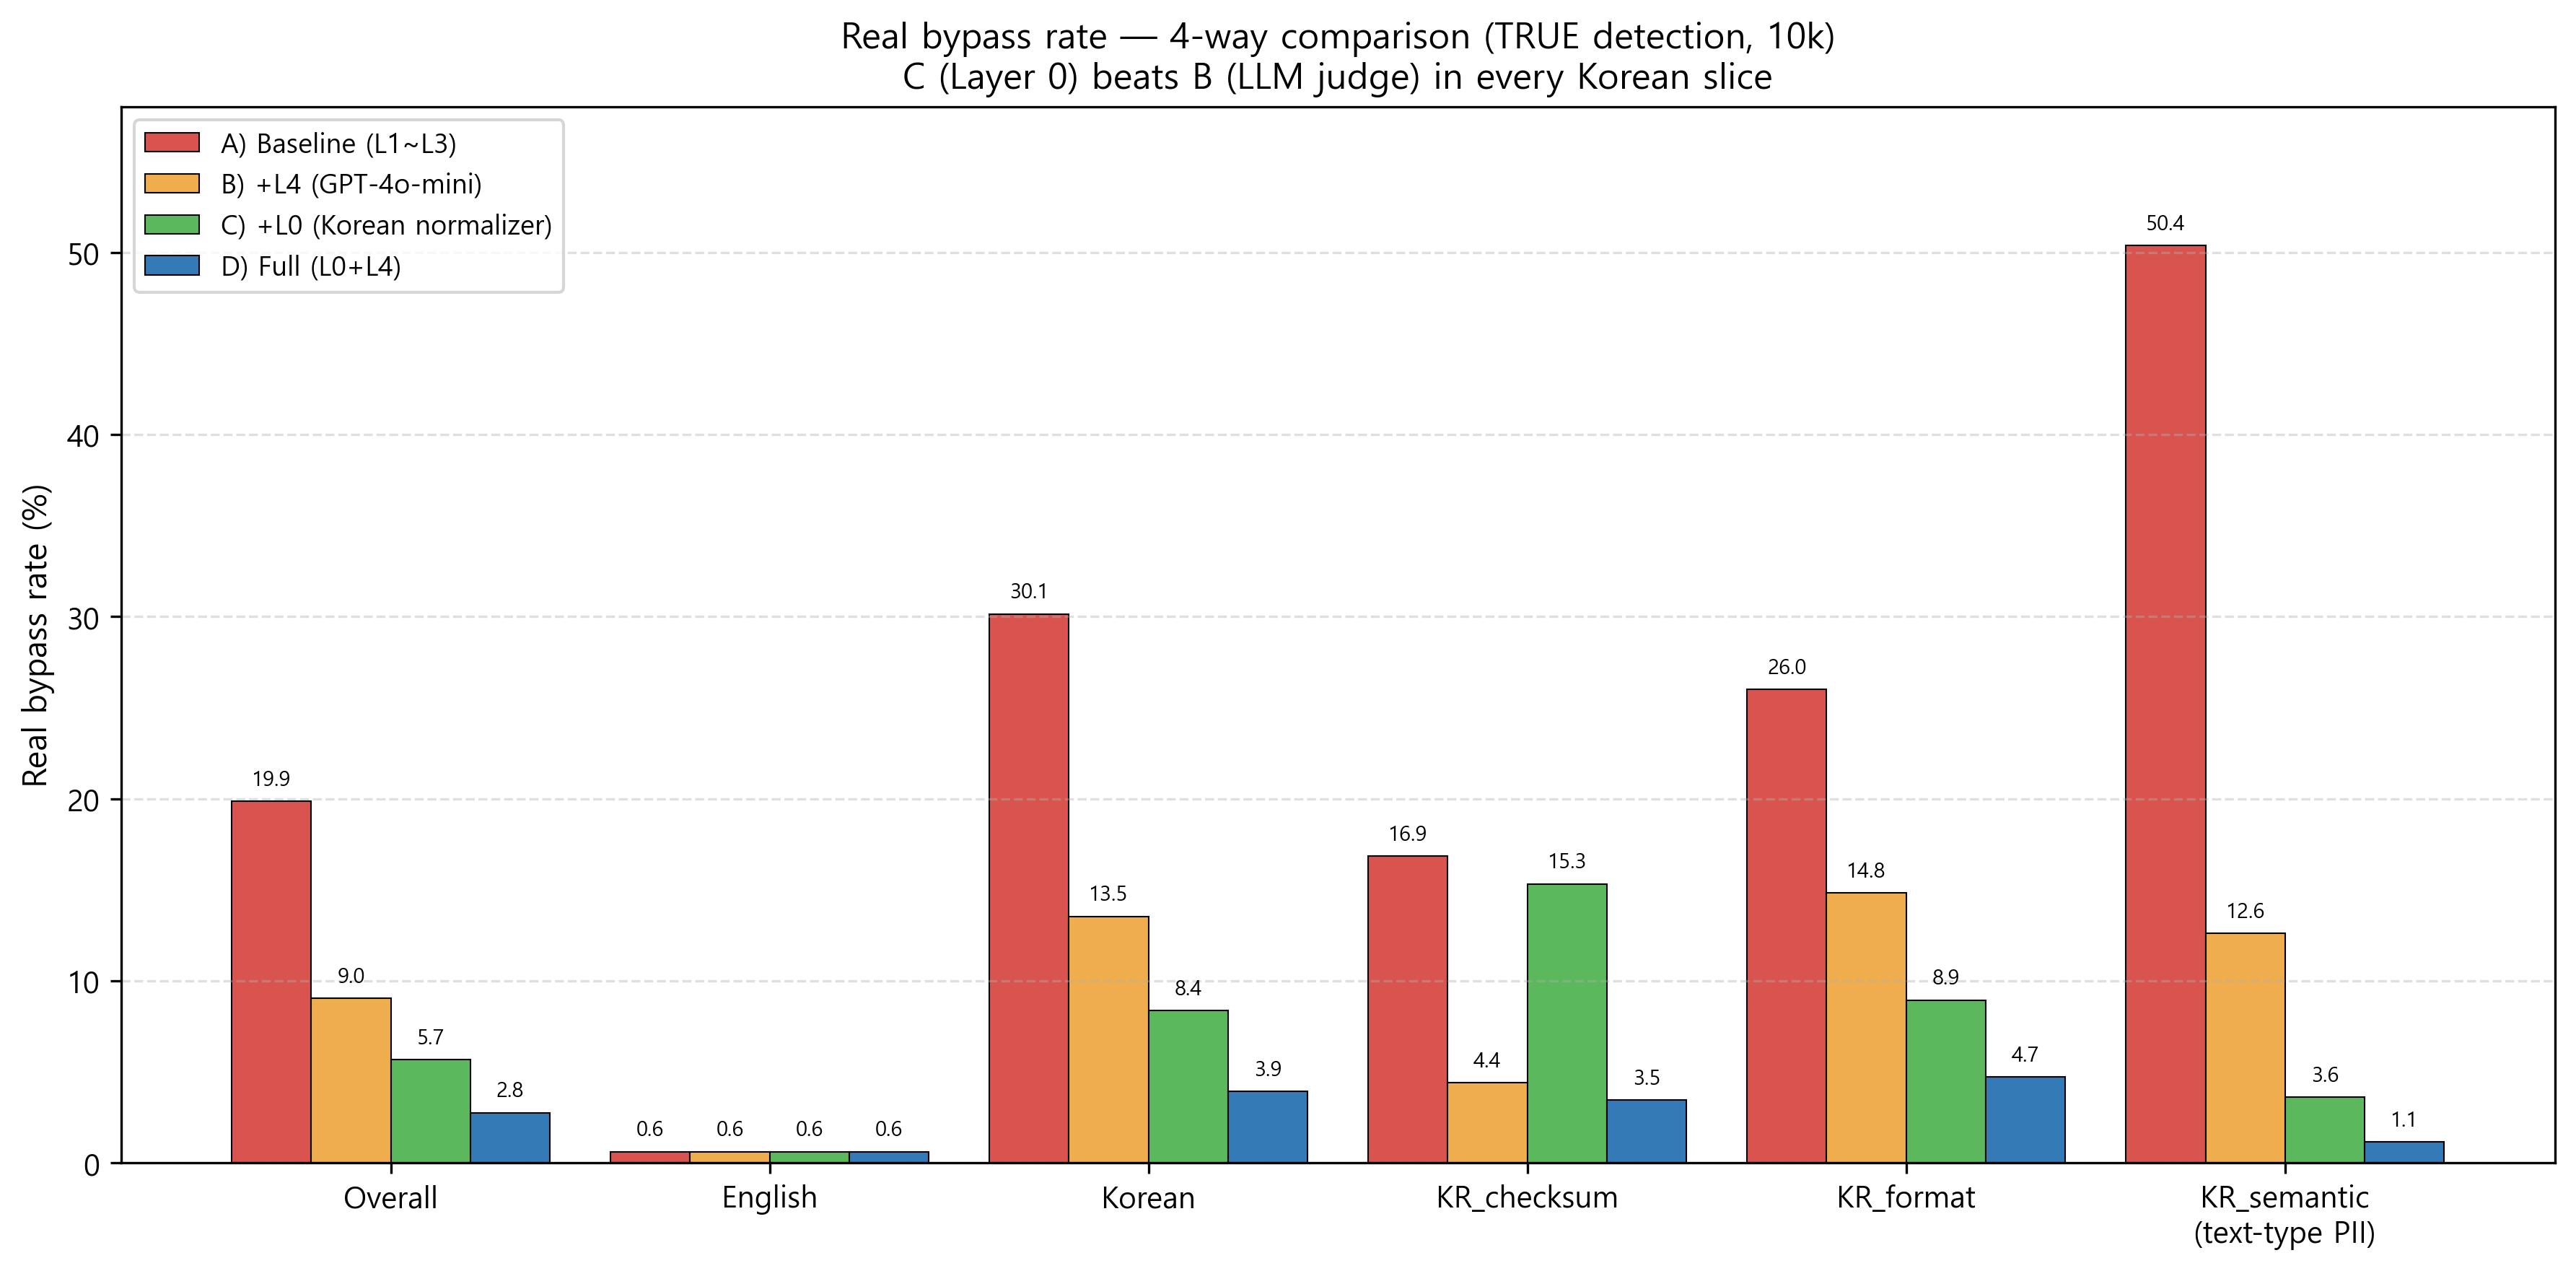 Real bypass rate — 4-way comparison (TRUE detection, 10k)
C (Layer 0) beats B (LLM judge) in every Korean slice
A) Baseline (L1~L3)
B) +L4 (GPT-4o-mini)
C) +L0 (Korean normalizer)
D) Full (L0+L4)
Real bypass rate (%)
50
40
30
20
10
0
19.9
9.0
5.7
2.8
0.6
0.6
0.6
0.6
30.1
13.5
8.4
3.9
16.9
4.4
15.3
3.5
26.0
14.8
8.9
4.7
50.4
12.6
3.6
1.1
Overall
English
Korean
KR_checksum
KR_format
KR_semantic
(text-type PII)